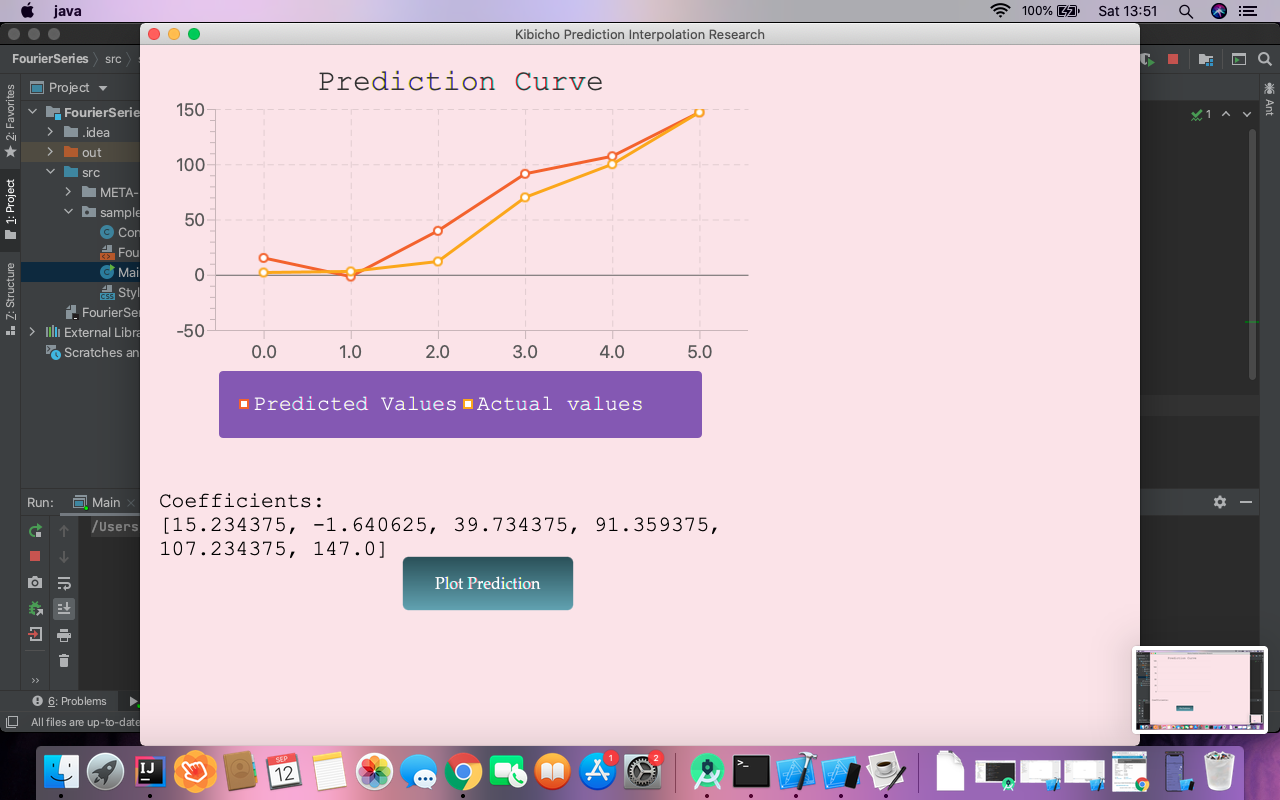 java
100%
Sat 13:51
Kibicho Prediction Interpolation Research
FourierSeries
src
Project
FourierSerie
.idea
out
src
META-
sample
Con
Fou
Mai
Styl
FourierSer
External Libra
Scratches an
2: Favorites
1: Project
Z: Structure
Ant
1
Prediction Curve
150
100
50
0
-50
0.0 1.0 2.0 3.0 4.0 5.0
Predicted Values Actual values
Coefficients:
[15.234375, -1.640625, 39.734375, 91.359375,
107.234375, 147.0]
Plot Prediction
Run: Main
/Users
6: Problems
All files are up-to-date
SEP
12
IJ
1
2